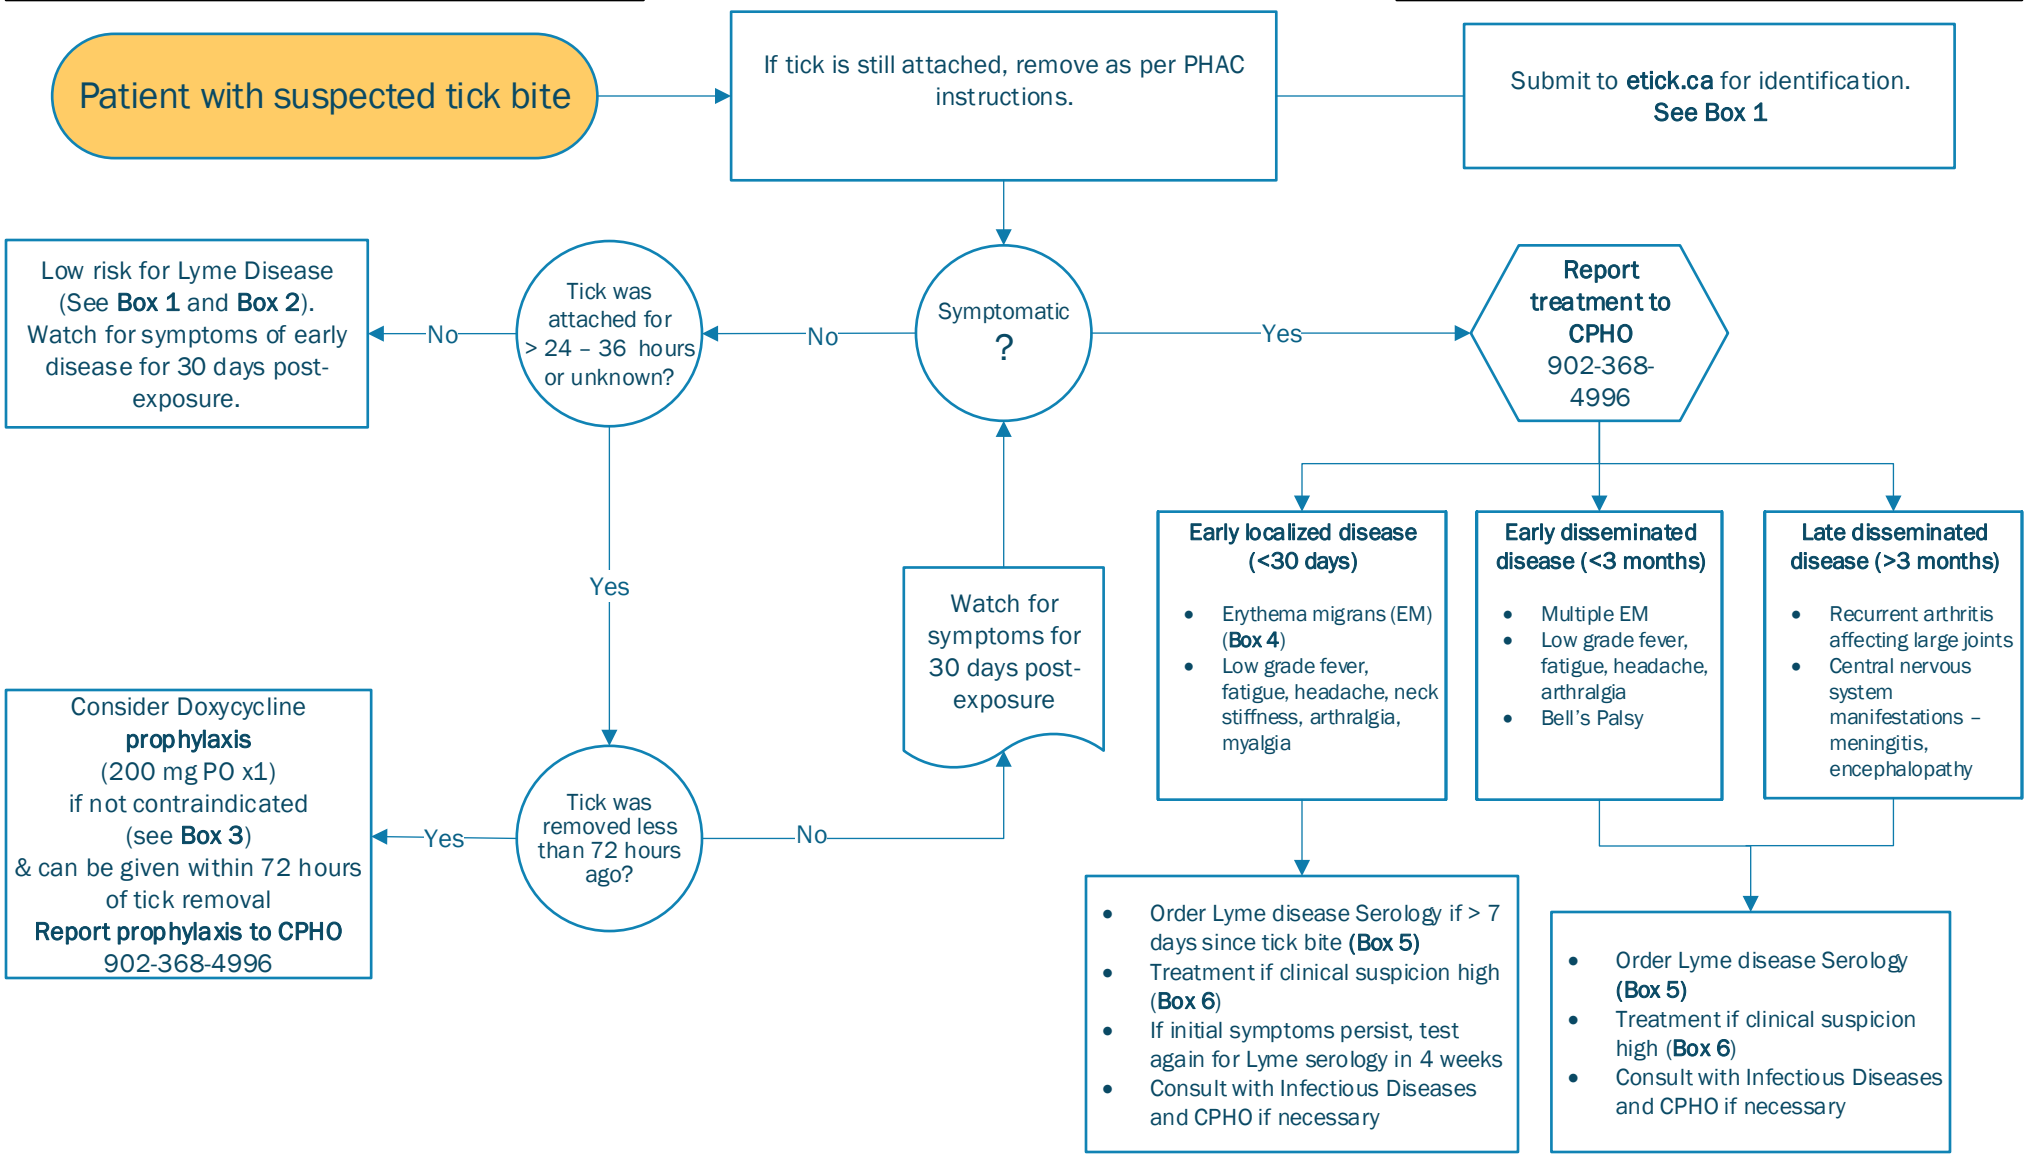 Patient with suspected tick bite
If tick is still attached, remove as per PHAC
instructions.
Submit to etick.ca for identification.
See Box 1
Low risk for Lyme Disease
(See Box 1 and Box 2).
Watch for symptoms of early
disease for 30 days post-
exposure.
No
Tick was
attached for
> 24 – 36 hours
or unknown?
No
Symptomatic
?
Yes
Report
treatment to
CPHO
902-368-
4996
Yes
Watch for
symptoms for
30 days post-
exposure
Early localized disease
(<30 days)
• Erythema migrans (EM)
(Box 4)
• Low grade fever,
fatigue, headache, neck
stiffness, arthralgia,
myalgia
Early disseminated
disease (<3 months)
• Multiple EM
• Low grade fever,
fatigue, headache,
arthralgia
• Bell’s Palsy
Late disseminated
disease (>3 months)
• Recurrent arthritis
affecting large joints
• Central nervous
system
manifestations –
meningitis,
encephalopathy
Consider Doxycycline
prophylaxis
(200 mg PO x1)
if not contraindicated
(see Box 3)
& can be given within 72 hours
of tick removal
Report prophylaxis to CPHO
902-368-4996
Yes
Tick was
removed less
than 72 hours
ago?
No
• Order Lyme disease Serology if > 7
days since tick bite (Box 5)
• Treatment if clinical suspicion high
(Box 6)
• If initial symptoms persist, test
again for Lyme serology in 4 weeks
• Consult with Infectious Diseases
and CPHO if necessary
• Order Lyme disease Serology
(Box 5)
• Treatment if clinical suspicion
high (Box 6)
• Consult with Infectious Diseases
and CPHO if necessary